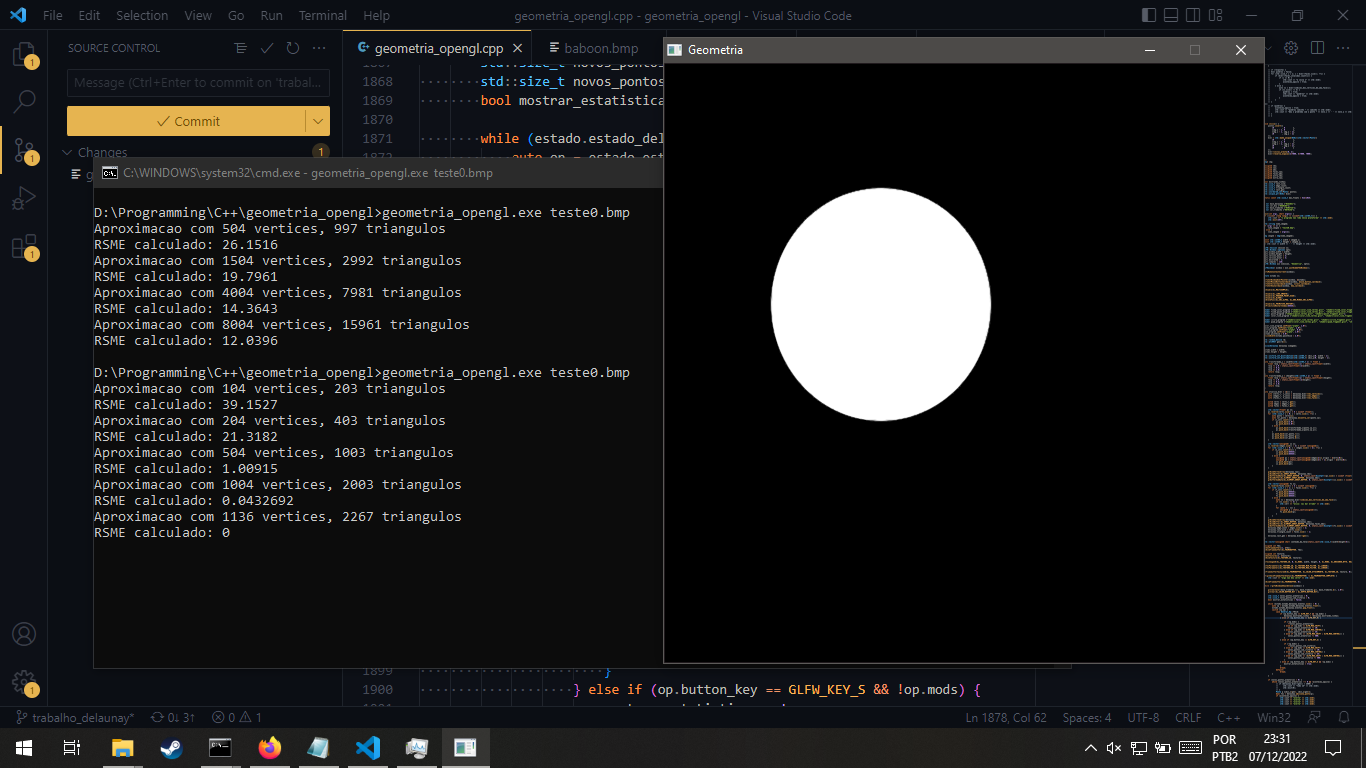 File Edit Selection View Go Run Terminal Help geometria_opengl.cpp - geometria_opengl - Visual Studio Code
SOURCE CONTROL
geometria_opengl.cpp
baboon.bmp
Geometria
Message (Ctrl+Enter to commit on 'trabal...
Commit
Changes
1
1
1
1
1
1868 std::size_t novos_pontos
1869 bool mostrar_estatistica
1870
1871 while (estado.estado_del
C:\WINDOWS\system32\cmd.exe - geometria_opengl.exe teste0.bmp
D:\Programming\C++\geometria_opengl>geometria_opengl.exe teste0.bmp
Aproximacao com 504 vertices, 997 triangulos
RSME calculado: 26.1516
Aproximacao com 1504 vertices, 2992 triangulos
RSME calculado: 19.7961
Aproximacao com 4004 vertices, 7981 triangulos
RSME calculado: 14.3643
Aproximacao com 8004 vertices, 15961 triangulos
RSME calculado: 12.0396
D:\Programming\C++\geometria_opengl>geometria_opengl.exe teste0.bmp
Aproximacao com 104 vertices, 203 triangulos
RSME calculado: 39.1527
Aproximacao com 204 vertices, 403 triangulos
RSME calculado: 21.3182
Aproximacao com 504 vertices, 1003 triangulos
RSME calculado: 1.00915
Aproximacao com 1004 vertices, 2003 triangulos
RSME calculado: 0.0432692
Aproximacao com 1136 vertices, 2267 triangulos
RSME calculado: 0
1899 }
1900 } else if (op.button_key == GLFW_KEY_S && !op.mods) {
trabalho_delaunay* 0↓ 3↑ 0 1 Ln 1878, Col 62 Spaces: 4 UTF-8 CRLF C++ Win32
POR
PTB2
23:31
07/12/2022